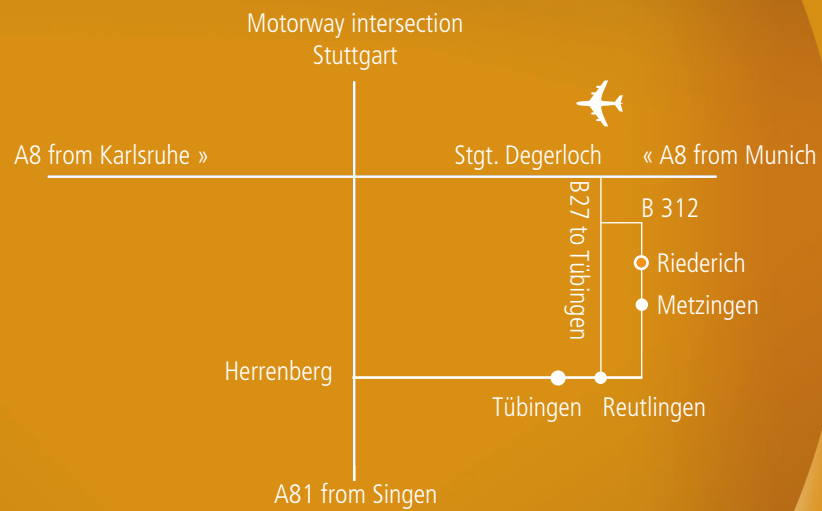 Motorway intersection
Stuttgart
A8 from Karlsruhe »
Stgt. Degerloch
« A8 from Munich
B27 to Tübingen
B 312
Riederich
Metzingen
Herrenberg
Tübingen
Reutlingen
A81 from Singen